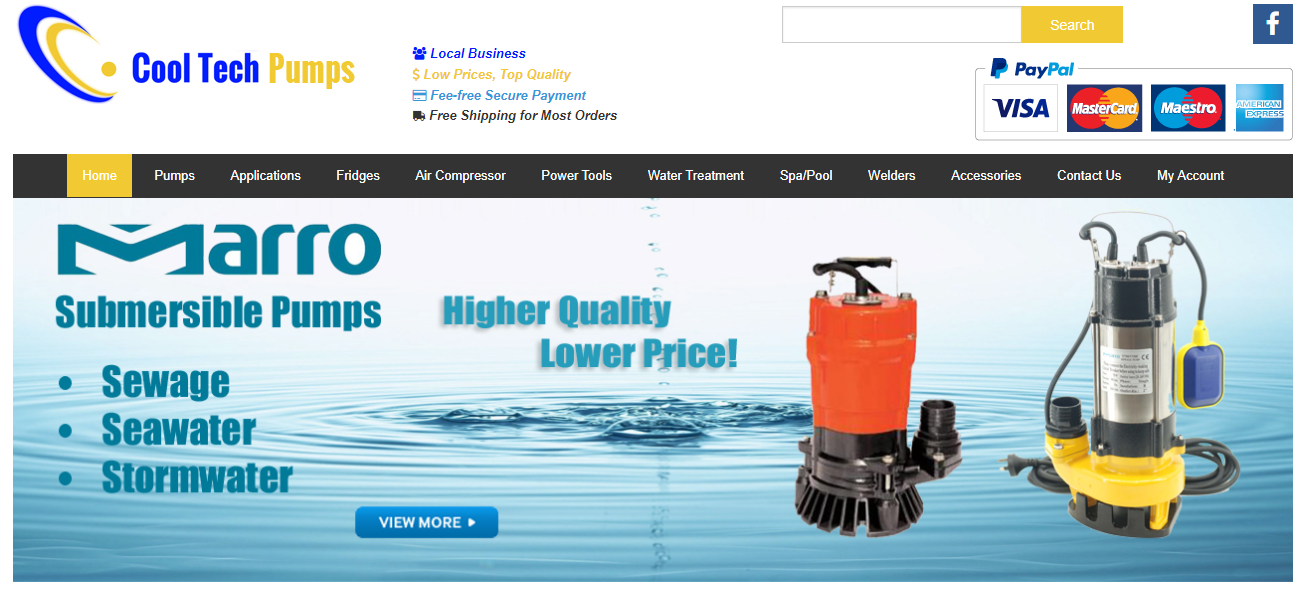 Cool Tech Pumps
Local Business
$ Low Prices, Top Quality
Fee-free Secure Payment
Free Shipping for Most Orders
Search
f
PayPal
VISA
MasterCard
Maestro
AMERICAN
EXPRESS
Home Pumps Applications Fridges Air Compressor Power Tools Water Treatment Spa/Pool Welders Accessories Contact Us My Account
Marro
Submersible Pumps
Higher Quality
Lower Price!
• Sewage
• Seawater
• Stormwater
VIEW MORE